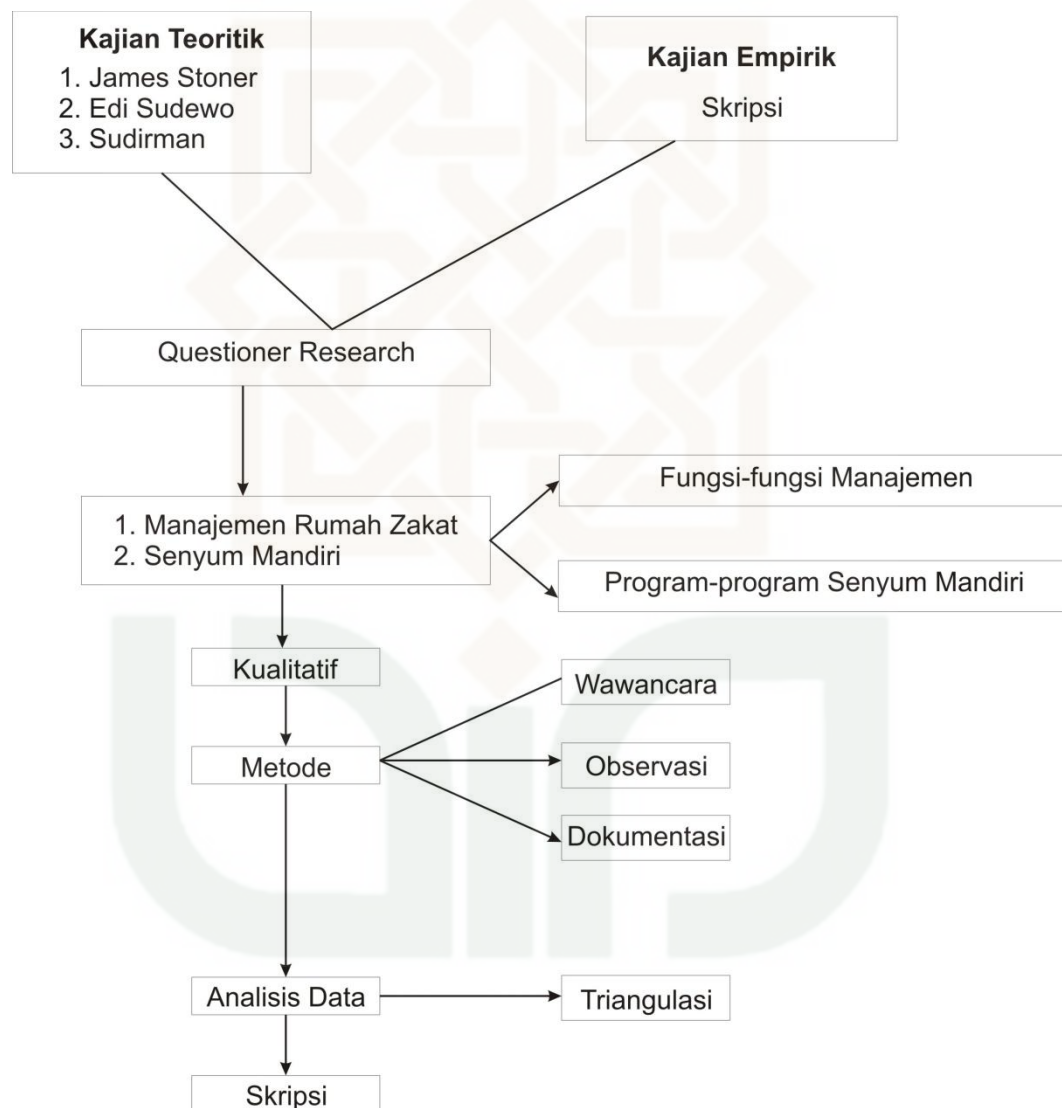 Kajian Teoritik
1. James Stoner
2. Edi Sudewo
3. Sudirman
Kajian Empirik
Skripsi
Questioner Research
1. Manajemen Rumah Zakat
2. Senyum Mandiri
Fungsi-fungsi Manajemen
Program-program Senyum Mandiri
Kualitatif
Metode
Wawancara
Observasi
Dokumentasi
Analisis Data
Triangulasi
Skripsi